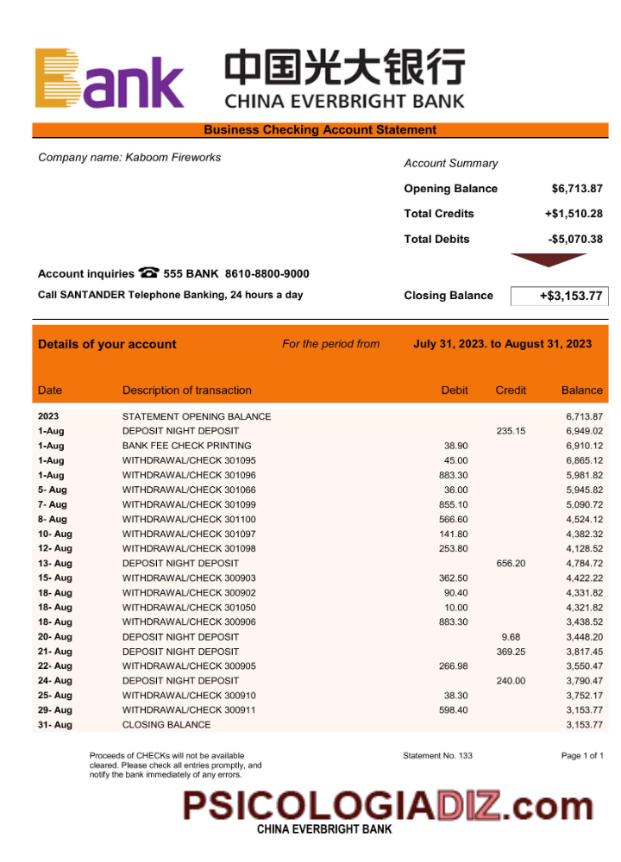 Bank
中国光大银行
CHINA EVERBRIGHT BANK
Business Checking Account Statement
Company name: Kaboom Fireworks
Account Summary
Opening Balance $6,713.87
Total Credits +$1,510.28
Total Debits -$5,070.38
Account inquiries ☎ 555 BANK 8610-8800-9000
Call SANTANDER Telephone Banking, 24 hours a day
Closing Balance +$3,153.77
Details of your account For the period from July 31, 2023. to August 31, 2023
Date Description of transaction Debit Credit Balance
2023 STATEMENT OPENING BALANCE 6,713.87
1-Aug DEPOSIT NIGHT DEPOSIT 235.15 6,949.02
1-Aug BANK FEE CHECK PRINTING 38.90 6,910.12
1-Aug WITHDRAWAL/CHECK 301095 45.00 6,865.12
1-Aug WITHDRAWAL/CHECK 301096 883.30 5,981.82
5- Aug WITHDRAWAL/CHECK 301066 36.00 5,945.82
7- Aug WITHDRAWAL/CHECK 301099 855.10 5,090.72
8- Aug WITHDRAWAL/CHECK 301100 566.60 4,524.12
10- Aug WITHDRAWAL/CHECK 301097 141.80 4,382.32
12- Aug WITHDRAWAL/CHECK 301098 253.80 4,128.52
13- Aug DEPOSIT NIGHT DEPOSIT 656.20 4,784.72
15- Aug WITHDRAWAL/CHECK 300903 362.50 4,422.22
18- Aug WITHDRAWAL/CHECK 300902 90.40 4,331.82
18- Aug WITHDRAWAL/CHECK 301050 10.00 4,321.82
18- Aug WITHDRAWAL/CHECK 300906 883.30 3,438.52
20- Aug DEPOSIT NIGHT DEPOSIT 9.68 3,448.20
21- Aug DEPOSIT NIGHT DEPOSIT 369.25 3,817.45
22- Aug WITHDRAWAL/CHECK 300905 266.98 3,550.47
24- Aug DEPOSIT NIGHT DEPOSIT 240.00 3,790.47
25- Aug WITHDRAWAL/CHECK 300910 38.30 3,752.17
29- Aug WITHDRAWAL/CHECK 300911 598.40 3,153.77
31- Aug CLOSING BALANCE 3,153.77
Proceeds of CHECKs will not be available
cleared. Please check all entries promptly, and
notify the bank immediately of any errors.
Statement No. 133
Page 1 of 1
PSICOLOGIADIZ.com
CHINA EVERBRIGHT BANK